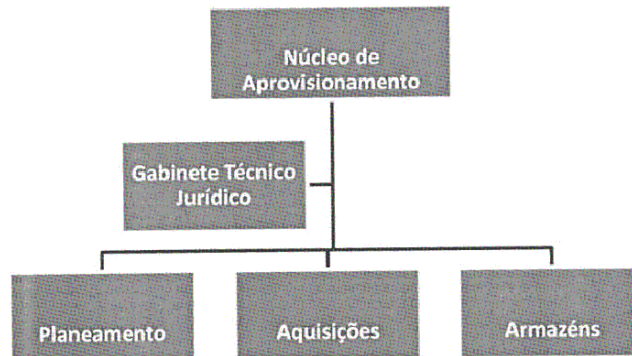 Núcleo de
Aprovisionamento
Gabinete Técnico
Jurídico
Planeamento
Aquisições
Armazéns